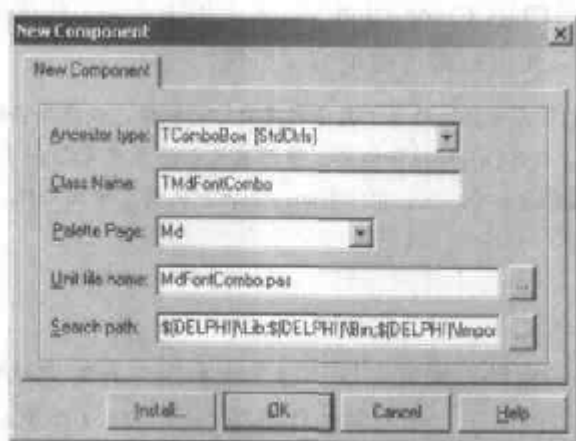 New Component
New Component
Ancestor type: TComboBox [StdCtrls]
Class Name: TMdFontCombo
Palette Page: Md
Unit file name: MdFontCombo.pas ...
Search path: $(DELPHI)\Lib;$(DELPHI)\Bin;$(DELPHI)\Impor ...
Install... OK Cancel Help